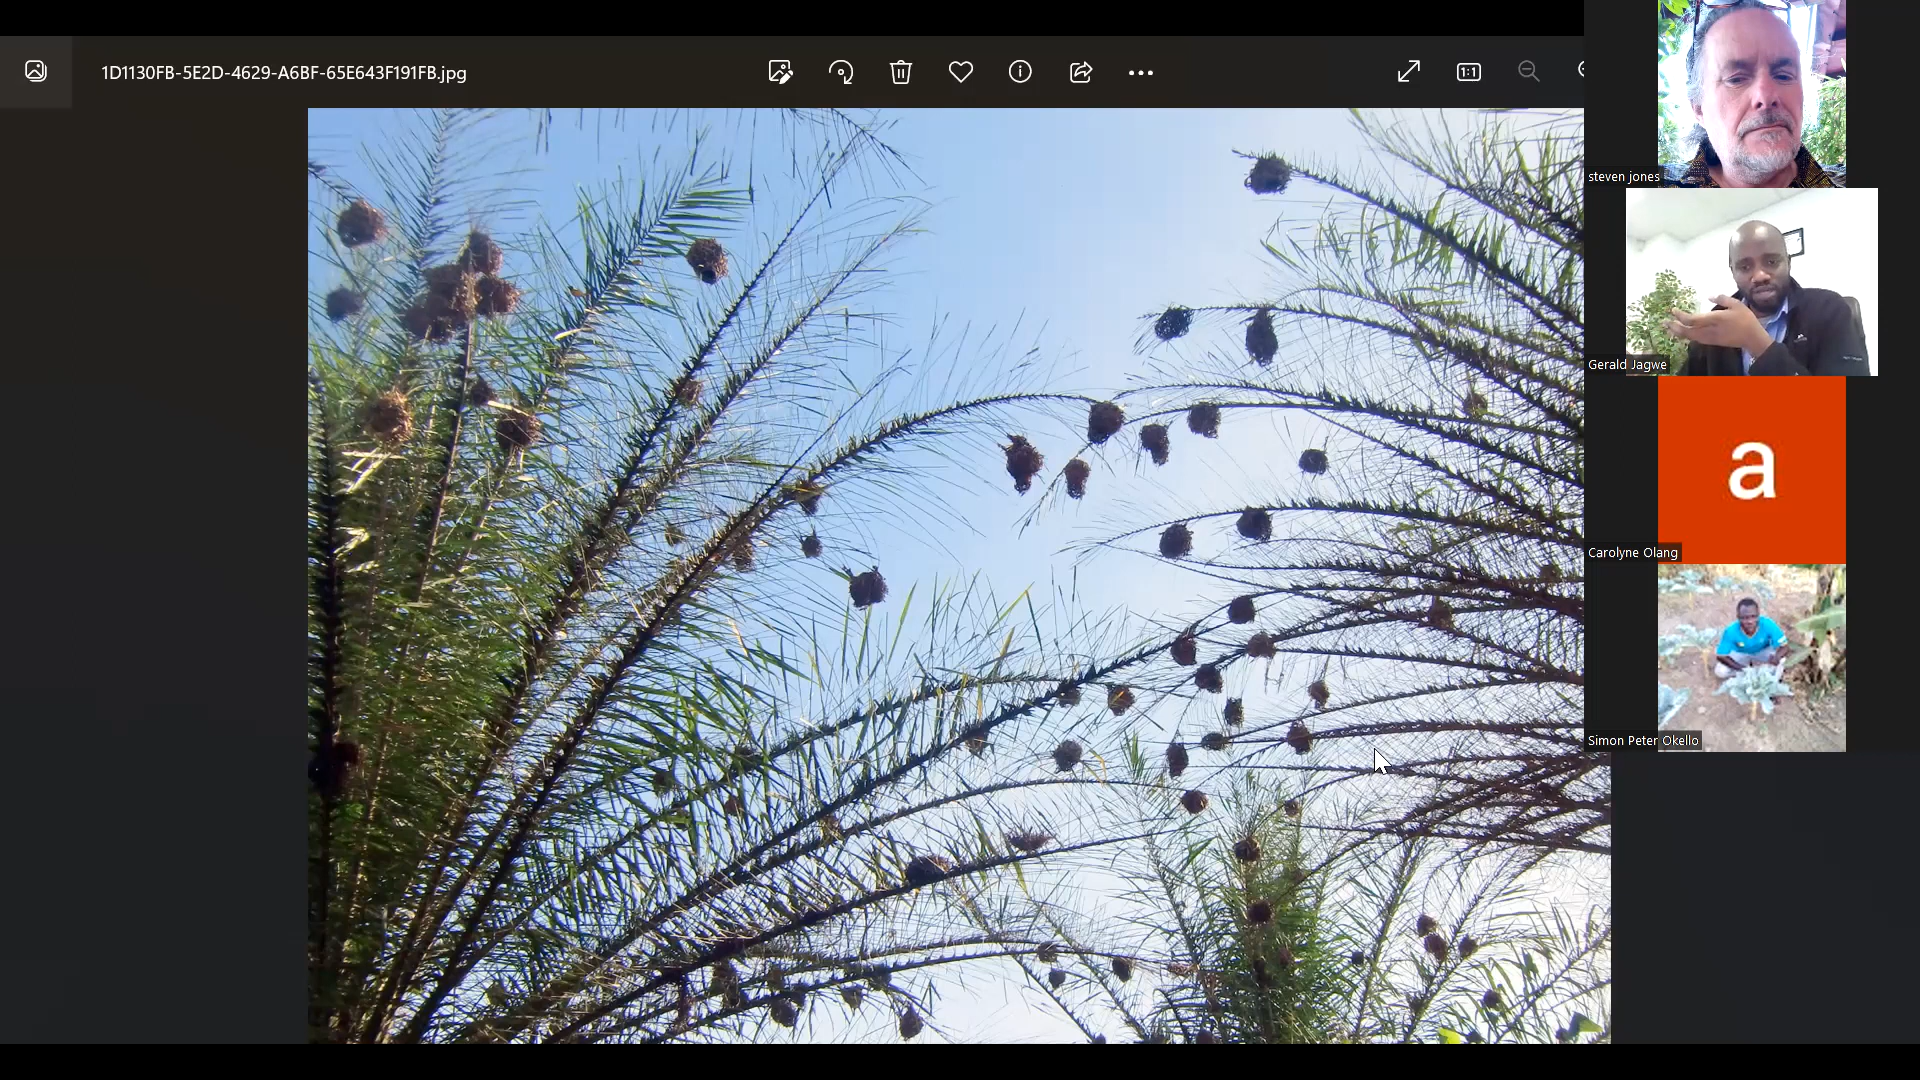 1D1130FB-5E2D-4629-A6BF-65E643F191FB.jpg
1:1
steven jones
Gerald Jagwe
a
Carolyne Olang
Simon Peter Okello